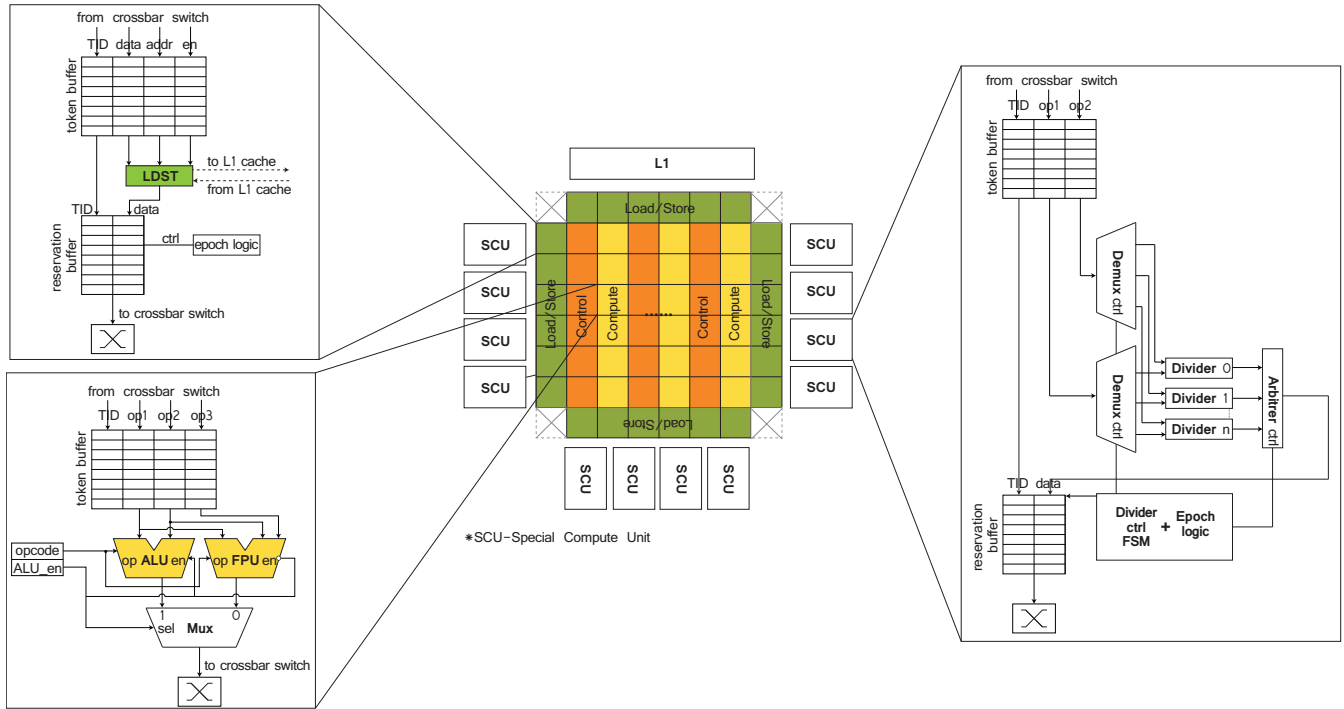 from crossbar switch
TID data addr en
token buffer
to L1 cache
LDST
from L1 cache
TID data
reservation buffer
ctrl
epoch logic
to crossbar switch
from crossbar switch
TID op1 op2 op3
token buffer
opcode
ALU_en
op ALU en
op FPU en
1 0
sel Mux
to crossbar switch
L1
Load/Store
SCU
SCU
SCU
SCU
Load/Store
Control
Compute
......
Control
Compute
Load/Store
SCU
SCU
SCU
SCU
Load/Store
SCU
SCU
SCU
SCU
*SCU-Special Compute Unit
from crossbar switch
TID op1 op2
token buffer
Demux ctrl
Demux ctrl
Divider 0
Divider 1
Divider n
Arbitrer ctrl
TID data
reservation buffer
Divider ctrl FSM
+
Epoch logic